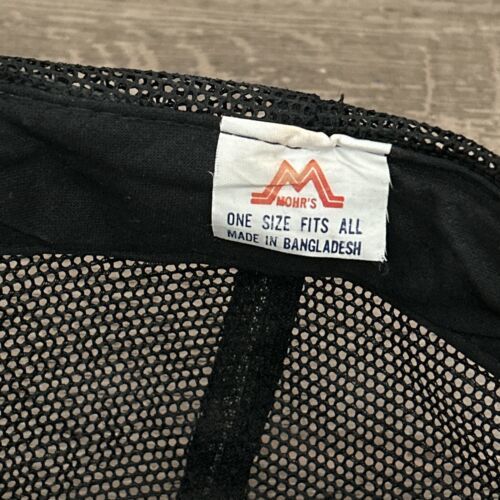 MOHR'S
ONE SIZE FITS ALL
MADE IN BANGLADESH